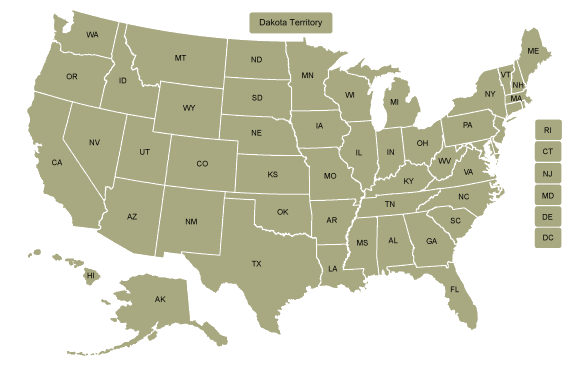 Dakota Territory
WA
MT
ND
MN
ME
OR
ID
SD
WI
MI
VT
NH
NY
MA
WY
NE
IA
PA
RI
NV
UT
CO
IL
IN
OH
CT
CA
KS
MO
KY
WV
VA
NJ
AZ
NM
OK
AR
TN
NC
MD
MS
AL
GA
SC
DE
TX
LA
DC
HI
FL
AK